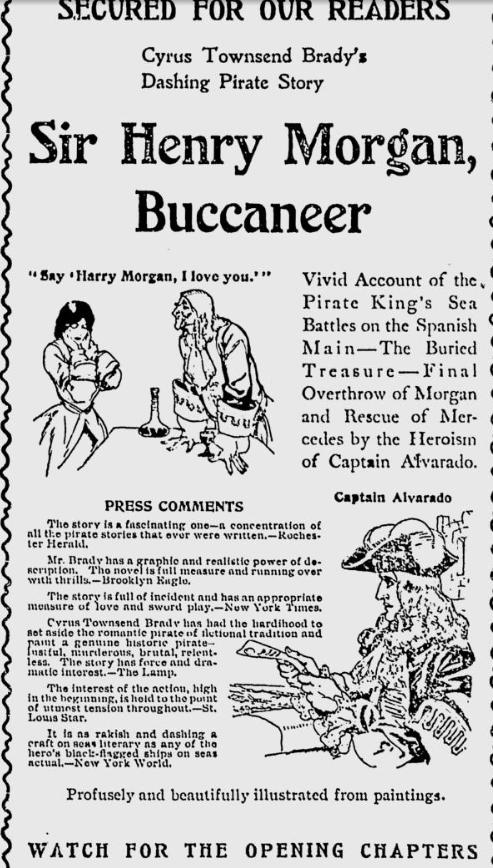 SECURED FOR OUR READERS
Cyrus Townsend Brady's
Dashing Pirate Story
Sir Henry Morgan,
Buccaneer
"Say 'Harry Morgan, I love you.'"
Vivid Account of the
Pirate King's Sea
Battles on the Spanish
Main—The Buried
Treasure—Final
Overthrow of Morgan
and Rescue of Mer-
cedes by the Heroism
of Captain Alvarado.
PRESS COMMENTS
The story is a fascinating one—a concentration of
all the pirate stories that ever were written.—Roches-
ter Herald.
Mr. Brady has a graphic and realistic power of de-
scription. The novel is full measure and running over
with thrills.—Brooklyn Eagle.
The story is full of incident and has an appropriate
measure of love and sword play.—New York Times.
Cyrus Townsend Brady has had the hardihood to
set aside the romantic pirate of fictional tradition and
paint a genuine historic pirate—
lustful, murderous, brutal, relent-
less. The story has force and dra-
matic interest.—The Lamp.
The interest of the action, high
in the beginning, is held to the point
of utmost tension throughout.—St.
Louis Star.
It is as rakish and dashing a
craft on seas literary as any of the
hero's black-flagged ships on seas
actual.—New York World.
Captain Alvarado
Profusely and beautifully illustrated from paintings.
WATCH FOR THE OPENING CHAPTERS